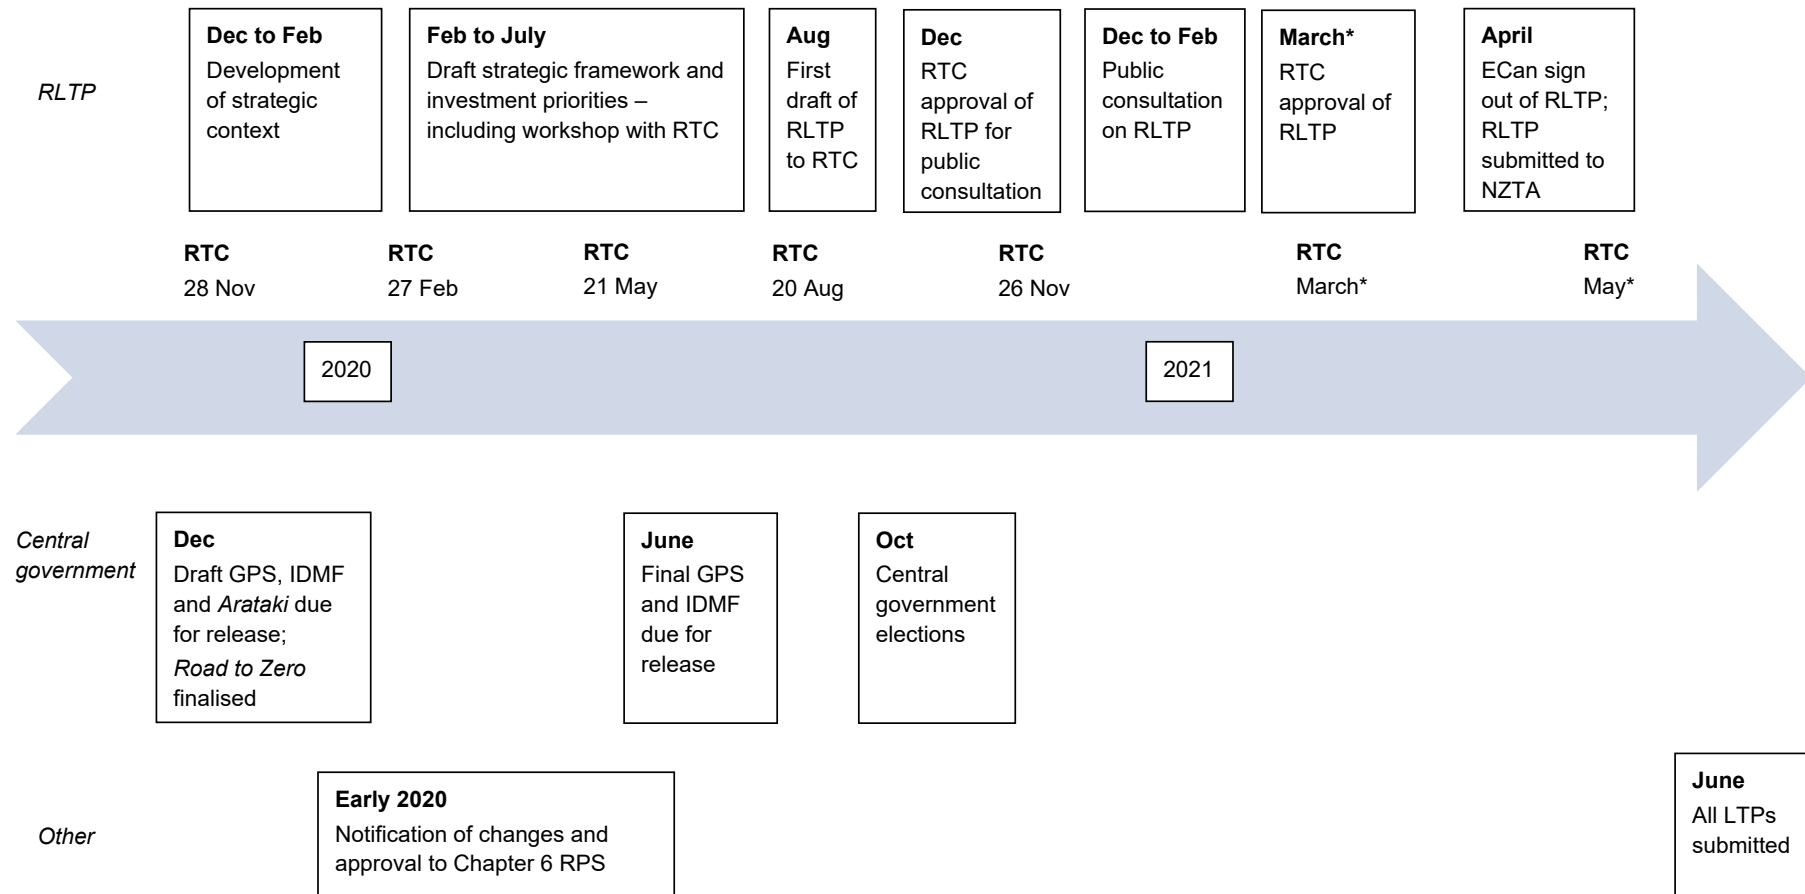 RLTP
Dec to Feb
Development
of strategic
context
Feb to July
Draft strategic framework and
investment priorities –
including workshop with RTC
Aug
First
draft of
RLTP
to RTC
Dec
RTC
approval of
RLTP for
public
consultation
Dec to Feb
Public
consultation
on RLTP
March*
RTC
approval of
RLTP
April
ECan sign
out of RLTP;
RLTP
submitted to
NZTA
RTC
28 Nov
RTC
27 Feb
RTC
21 May
RTC
20 Aug
RTC
26 Nov
RTC
March*
RTC
May*
2020
2021
Central
government
Dec
Draft GPS, IDMF
and Arataki due
for release;
Road to Zero
finalised
June
Final GPS
and IDMF
due for
release
Oct
Central
government
elections
Other
Early 2020
Notification of changes and
approval to Chapter 6 RPS
June
All LTPs
submitted